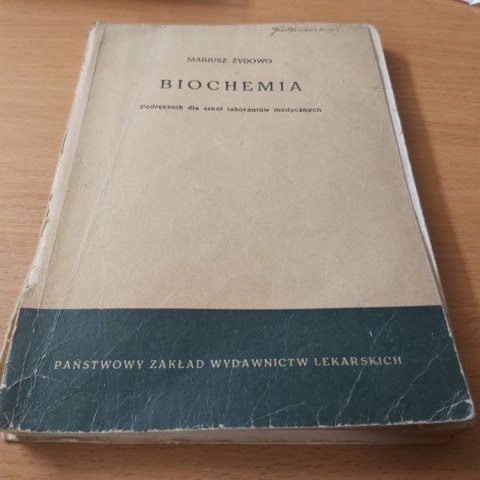 MARIUSZ ŻYDOWO
BIOCHEMIA
Podręcznik dla szkół laborantów medycznych
PAŃSTWOWY ZAKŁAD WYDAWNICTW LEKARSKICH